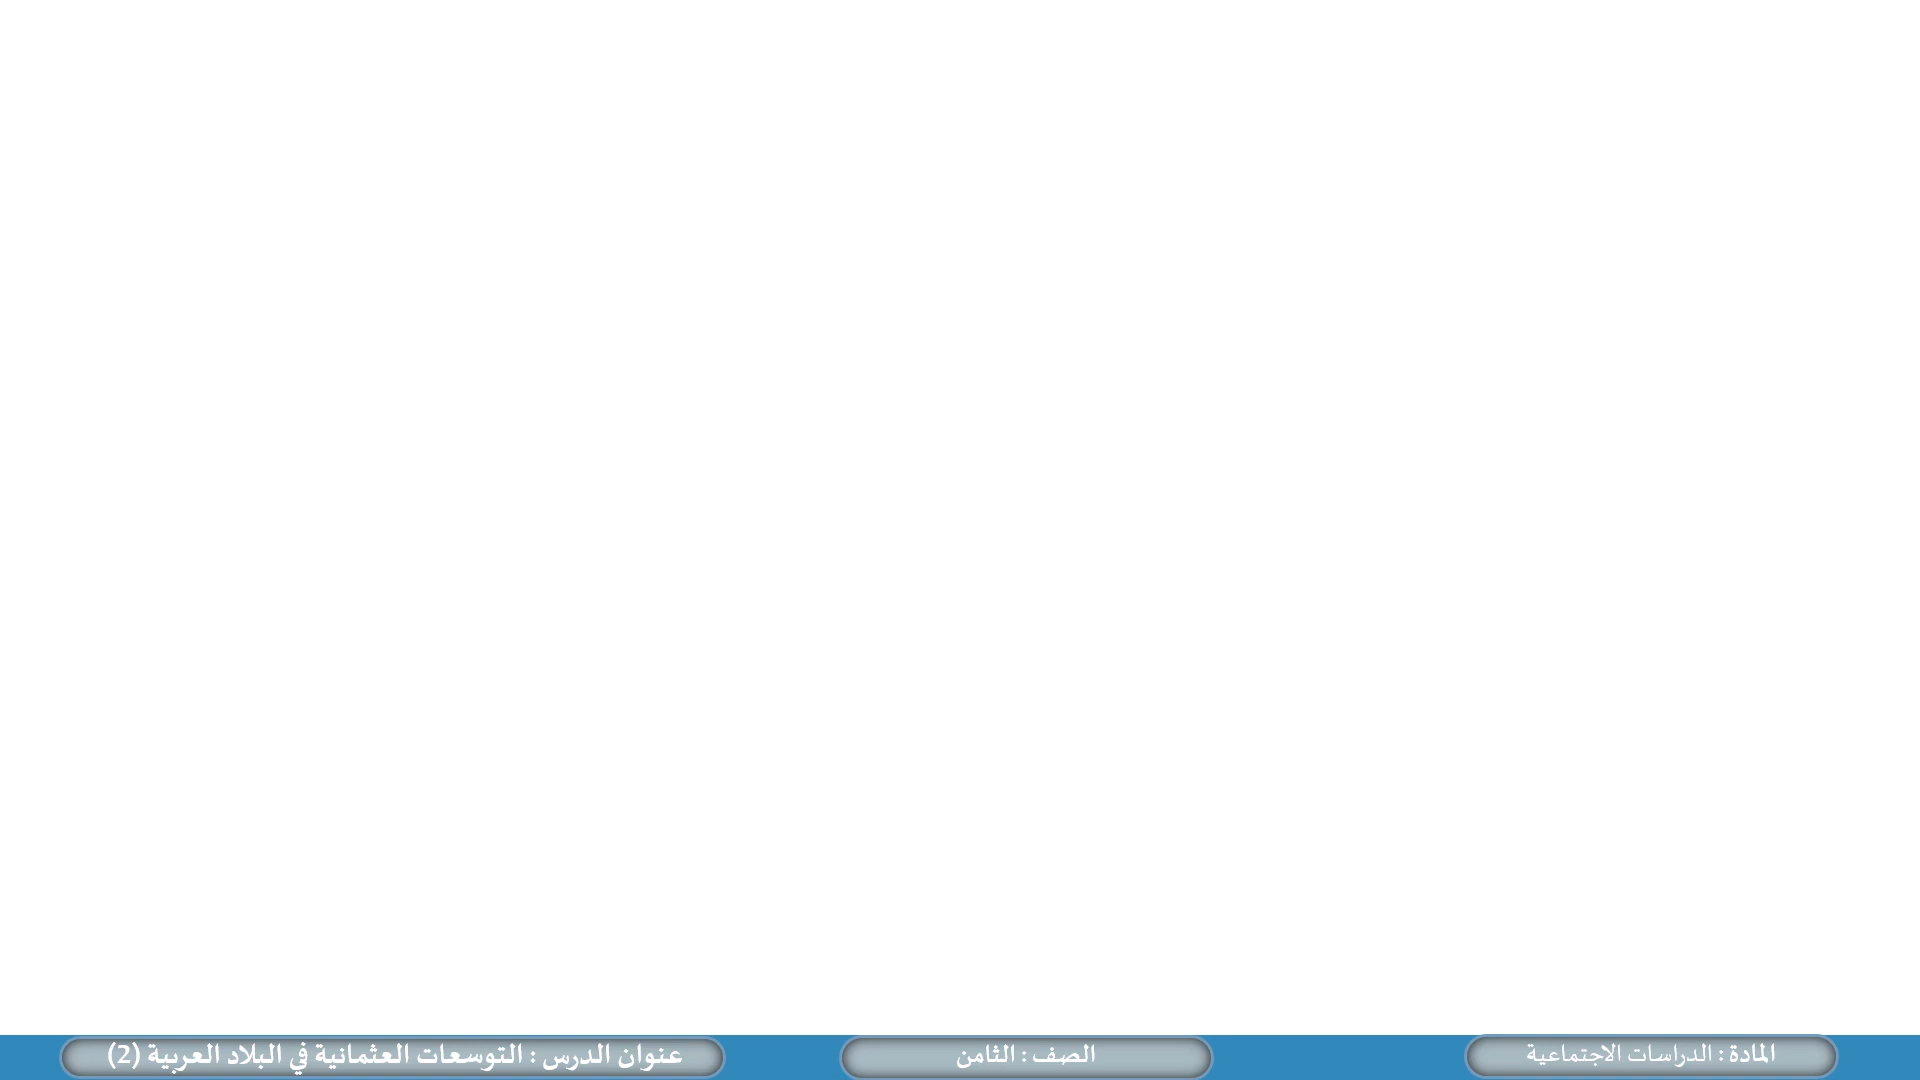 المادة : الدراسات الاجتماعية
الصف : الثامن
عنوان الدرس : التوسعات العثمانية في البلاد العربية (2)